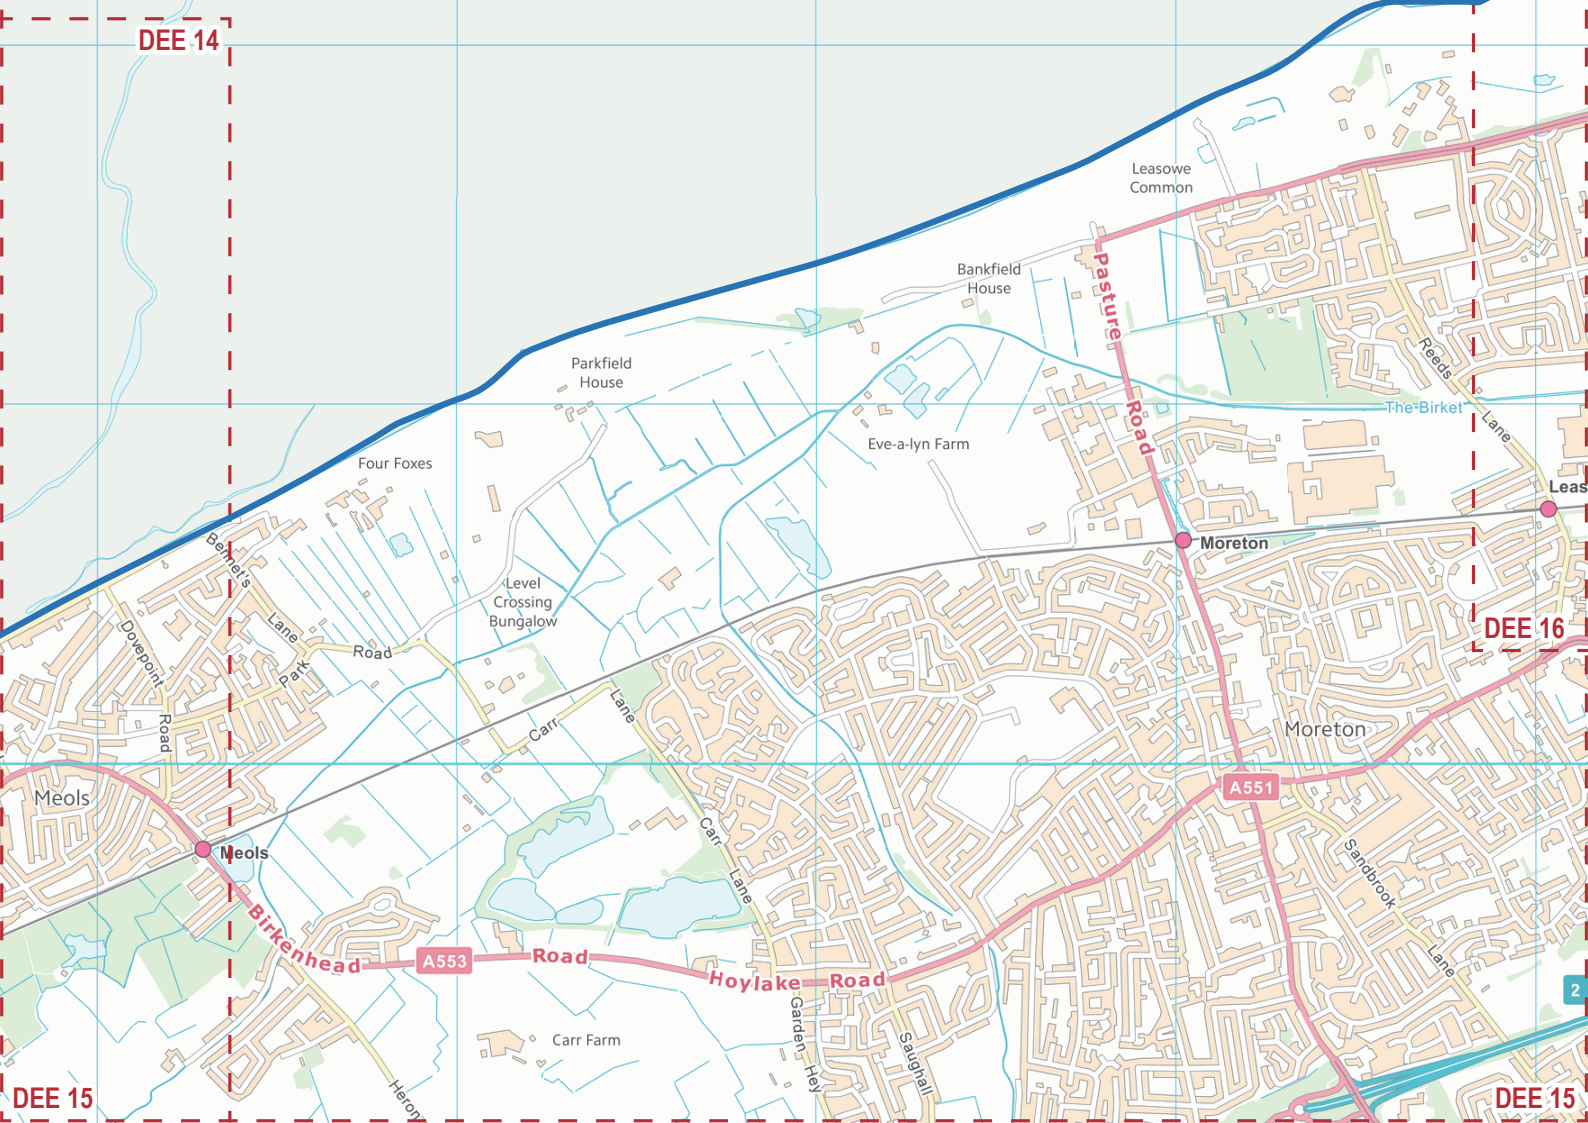 DEE 14
Leasowe
Common
Bankfield
House
Pasture
Road
Parkfield
House
Reeds
Lane
The Birket
Eve-a-lyn Farm
Four Foxes
Leas
Moreton
Bennet's
Lane
Level
Crossing
Bungalow
Dovepoint
Road
Park
Road
DEE 16
Carr
Lane
Moreton
A551
Meols
Meols
Carr
Lane
Sandbrook
Lane
Birkenhead
A553
Road
Hoylake Road
2
Garden Hey
Saughall
Carr Farm
Heron
DEE 15
DEE 15